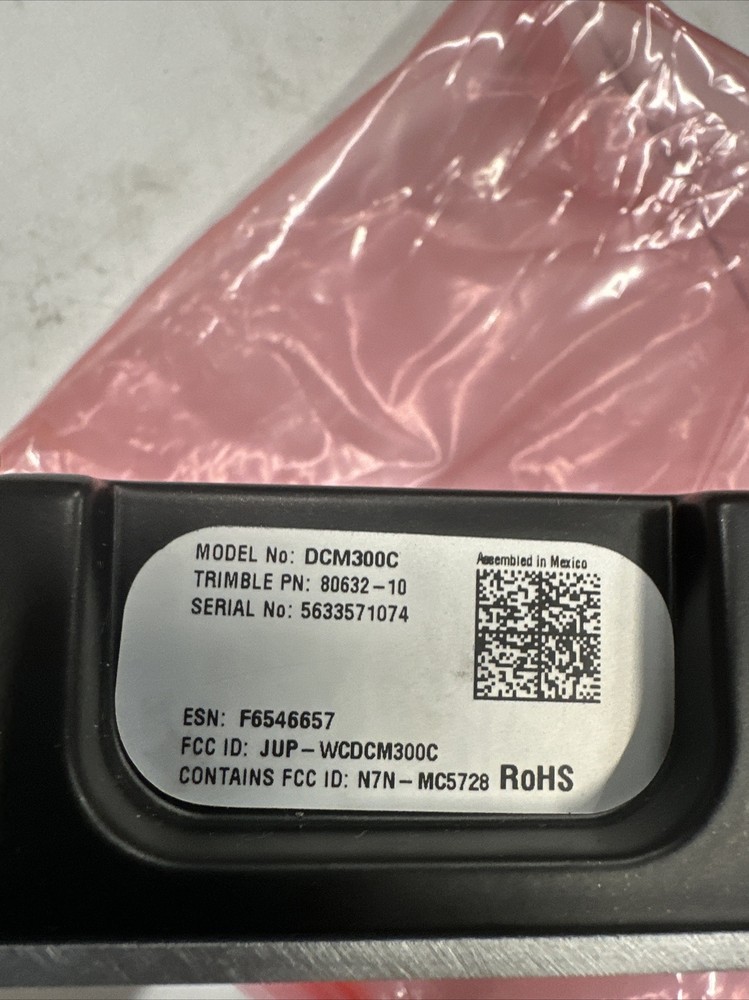 MODEL No: DCM300C
TRIMBLE PN: 80632-10
SERIAL No: 5633571074
Assembled in Mexico
ESN: F6546657
FCC ID: JUP-WCDCM300C
CONTAINS FCC ID: N7N-MC5728 RoHS